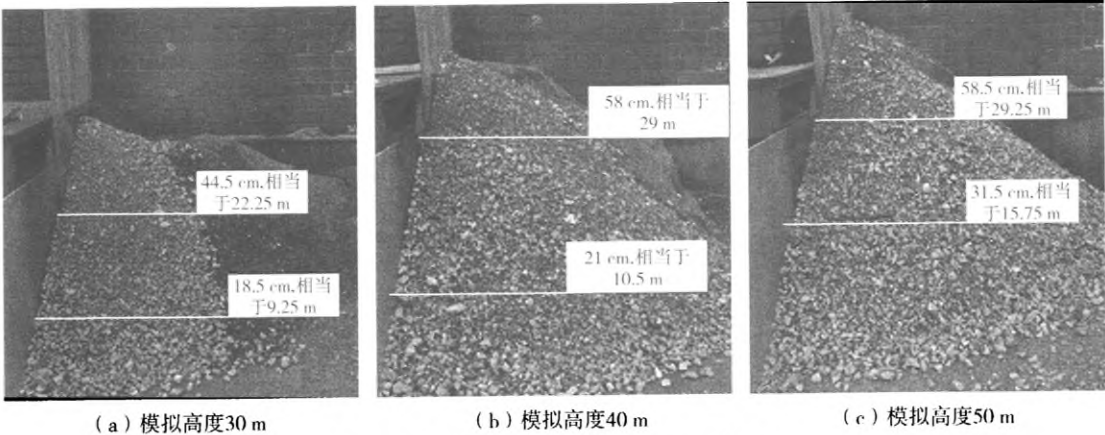 44.5 cm,相当
于22.25 m
18.5 cm,相当
于9.25 m
(a)模拟高度30 m
58 cm,相当于
29 m
21 cm,相当于
10.5 m
(b)模拟高度40 m
58.5 cm,相当
于29.25 m
31.5 cm,相当
于15.75 m
(c)模拟高度50 m